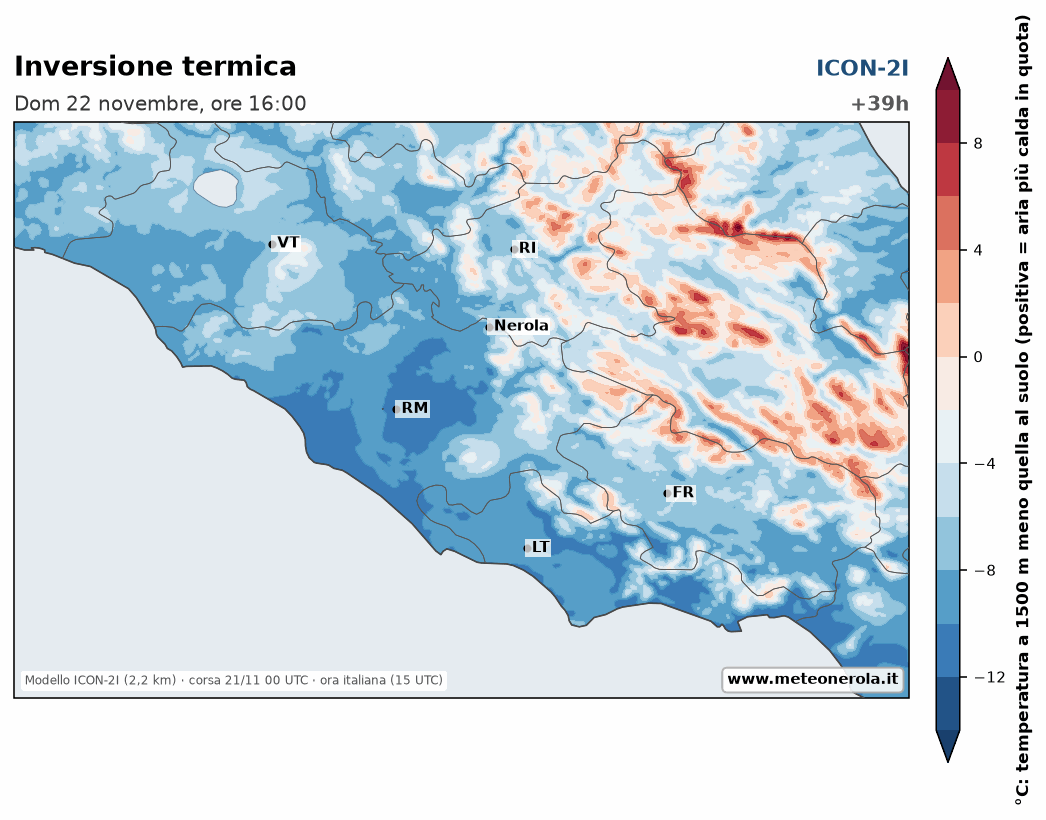 Inversione termica
ICON-2I
Dom 22 novembre, ore 16:00
+39h
VT
RI
Nerola
RM
FR
LT
Modello ICON-2I (2,2 km) · corsa 21/11 00 UTC · ora italiana (15 UTC)
www.meteonerola.it
8
4
0
−4
−8
−12
°C: temperatura a 1500 m meno quella al suolo (positiva = aria più calda in quota)